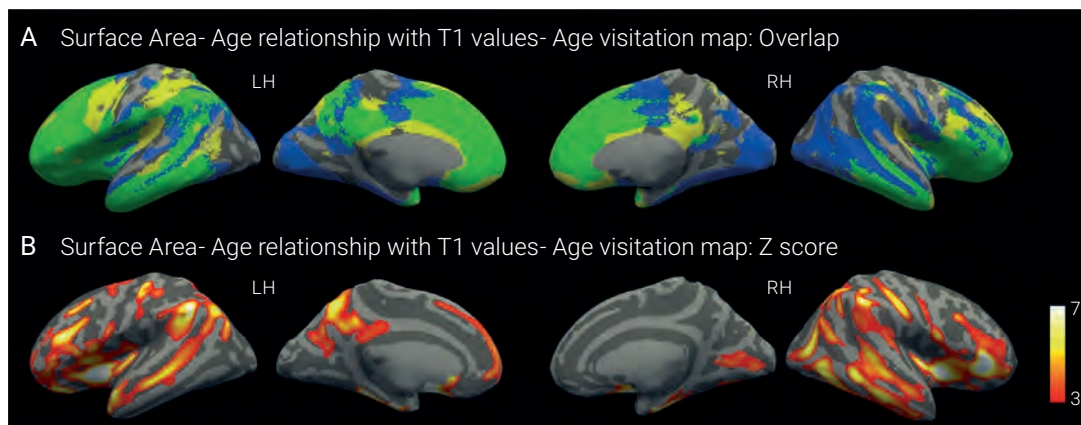 A Surface Area- Age relationship with T1 values- Age visitation map: Overlap
LH
RH
B Surface Area- Age relationship with T1 values- Age visitation map: Z score
LH
RH
7
3